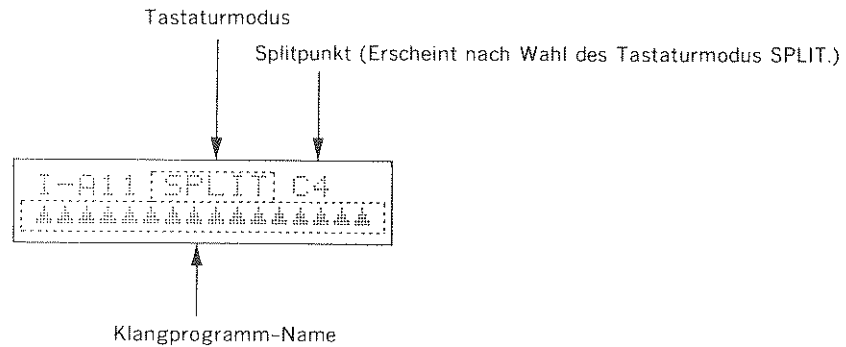 Tastaturmodus
Splitpunkt (Erscheint nach Wahl des Tastaturmodus SPLIT.)
I-A11 SPLIT C4
Klangprogramm-Name